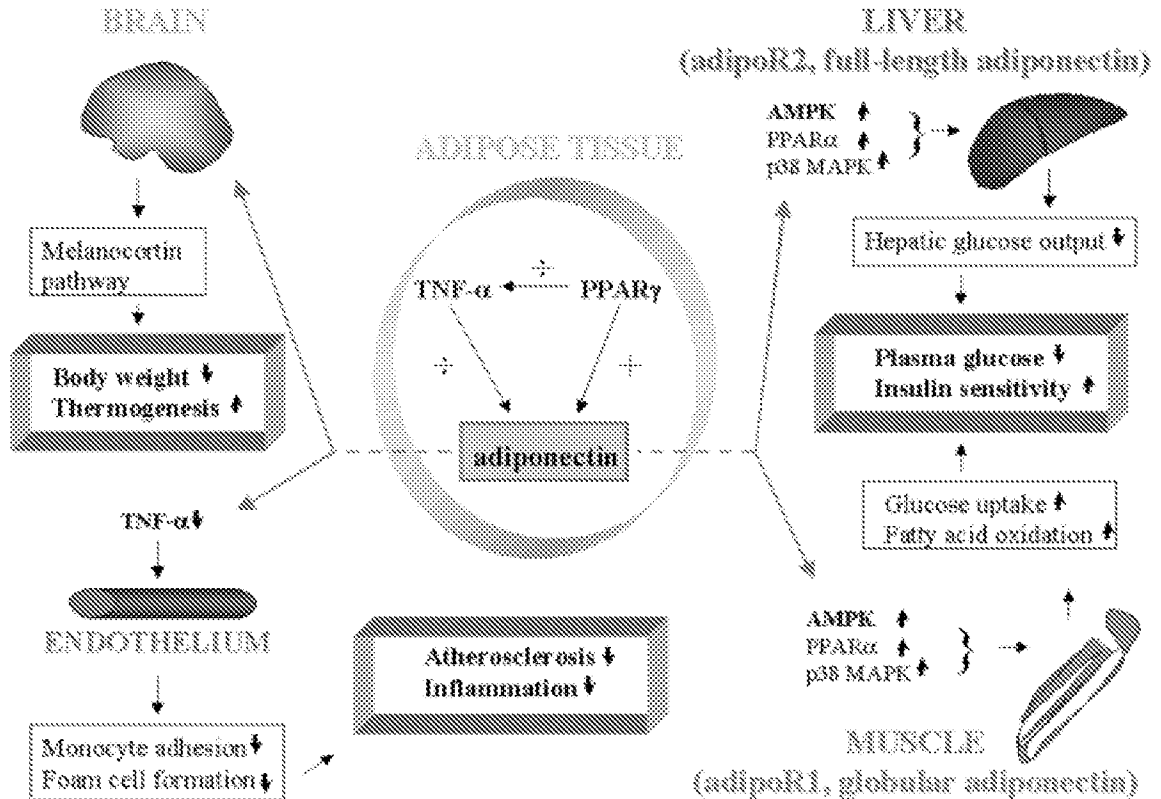 BRAIN
Melanocortin
pathway
Body weight
Thermogenesis
TNF-α
ENDOTHELIUM
Monocyte adhesion
Foam cell formation
ADIPOSE TISSUE
÷
TNF-α
PPARγ
÷
+
adiponectin
Atherosclerosis
Inflammation
LIVER
(adipoR2, full-length adiponectin)
AMPK
PPARα
p38 MAPK
Hepatic glucose output
Plasma glucose
Insulin sensitivity
Glucose uptake
Fatty acid oxidation
AMPK
PPARα
p38 MAPK
MUSCLE
(adipoR1, globular adiponectin)